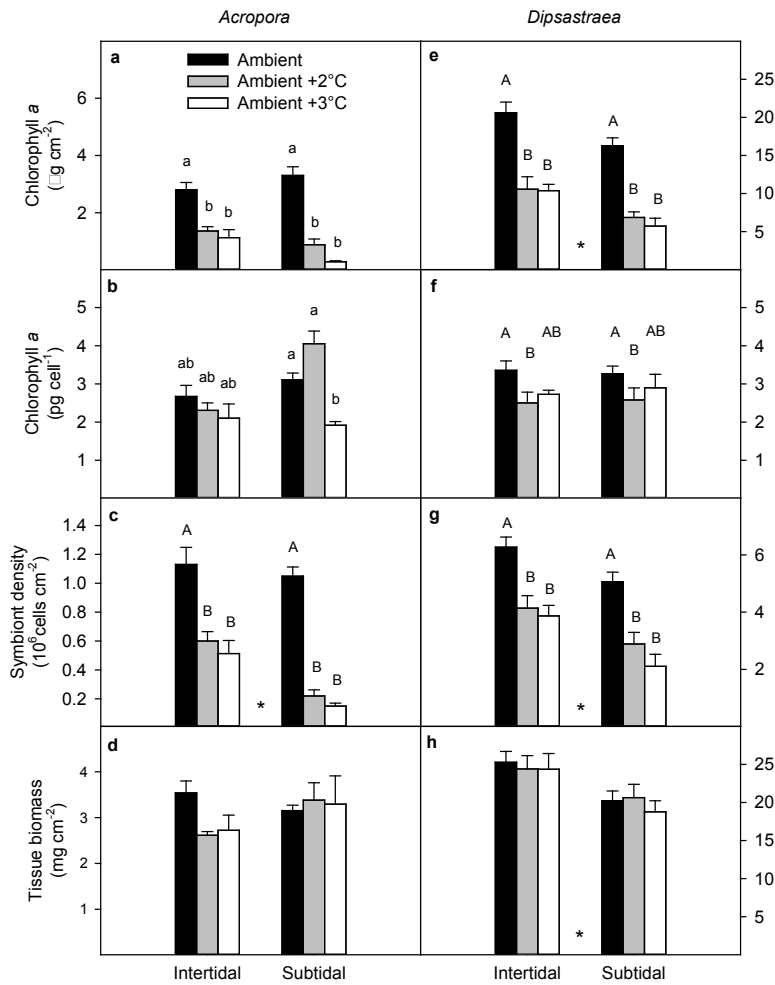 Acropora
Dipsastraea
a
Ambient
Ambient +2°C
Ambient +3°C
Chlorophyll a
(□g cm-2)
6
4
2
a
b
b
a
b
b
e
25
20
15
10
5
A
B
B
A
B
B
*
b
Chlorophyll a
(pg cell-1)
5
4
3
2
1
ab
ab
ab
a
a
b
f
5
4
3
2
1
A
B
AB
A
B
AB
c
Symbiont density
(10⁶cells cm-2)
1.4
1.2
1.0
0.8
0.6
0.4
0.2
A
B
B
A
B
B
*
g
6
4
2
A
B
B
A
B
B
*
d
Tissue biomass
(mg cm-2)
4
3
2
1
h
25
20
15
10
5
*
Intertidal
Subtidal
Intertidal
Subtidal